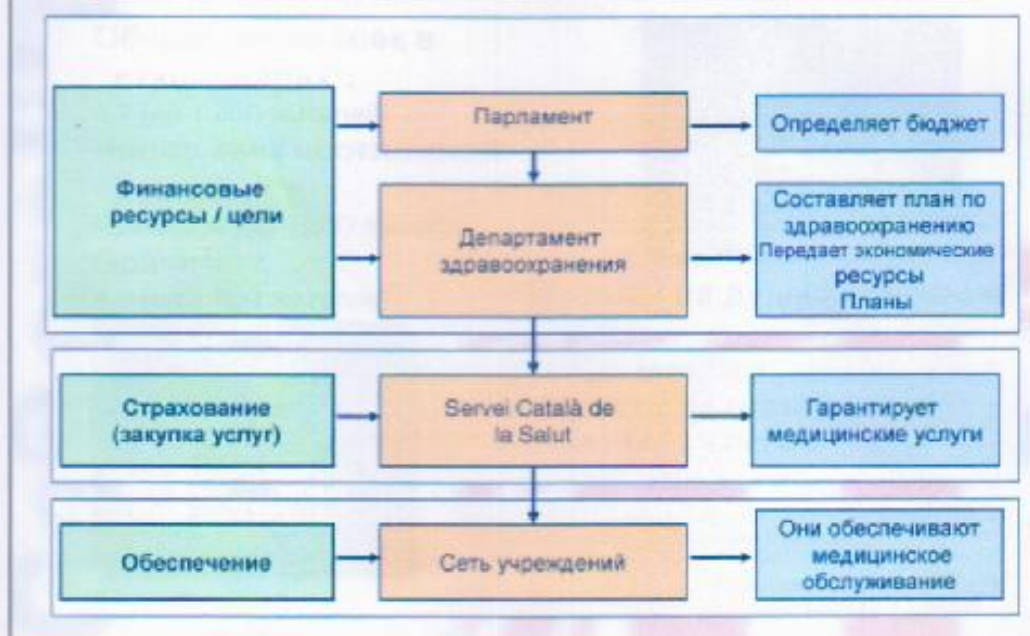 Финансовые
ресурсы / цели
Парламент
Определяет бюджет
Департамент
здравоохранения
Составляет план по
здравоохранению
Передает экономические
ресурсы
Планы
Страхование
(закупка услуг)
Servei Català de
la Salut
Гарантирует
медицинские услуги
Обеспечение
Сеть учреждений
Они обеспечивают
медицинское
обслуживание